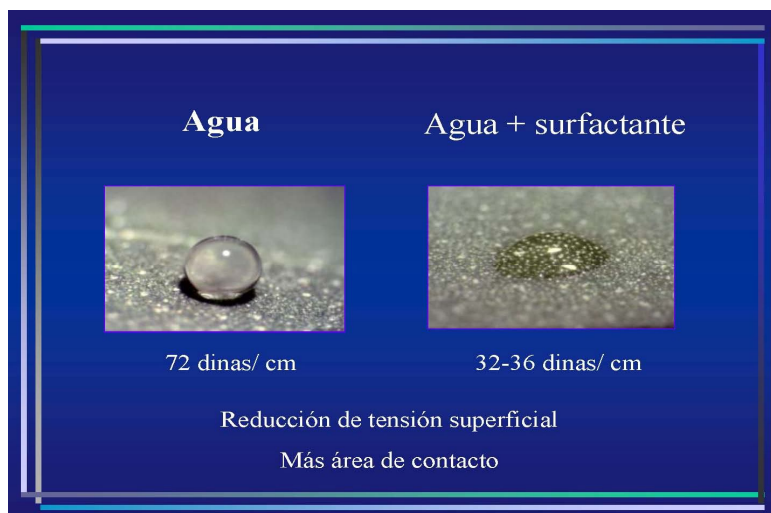 Agua
Agua + surfactante
72 dinas/ cm
32-36 dinas/ cm
Reducción de tensión superficial
Más área de contacto